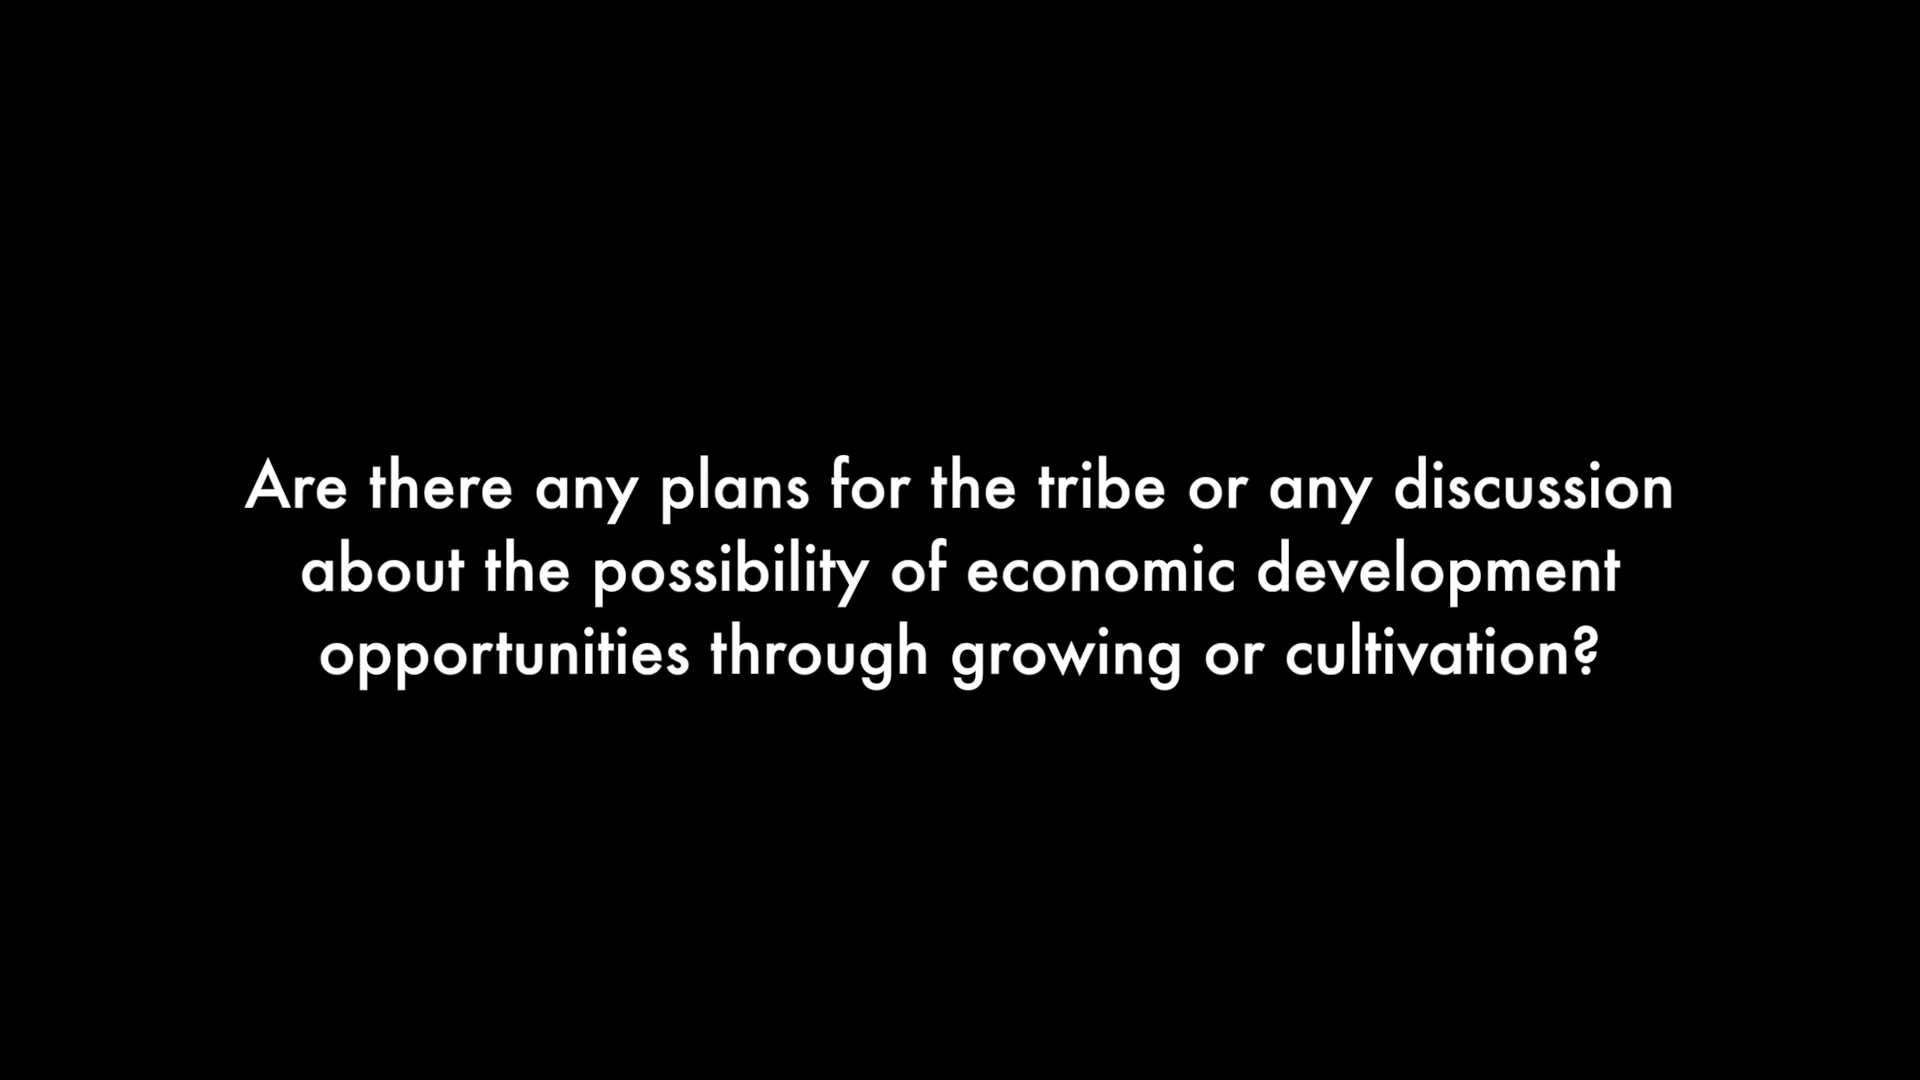 Are there any plans for the tribe or any discussion
about the possibility of economic development
opportunities through growing or cultivation?